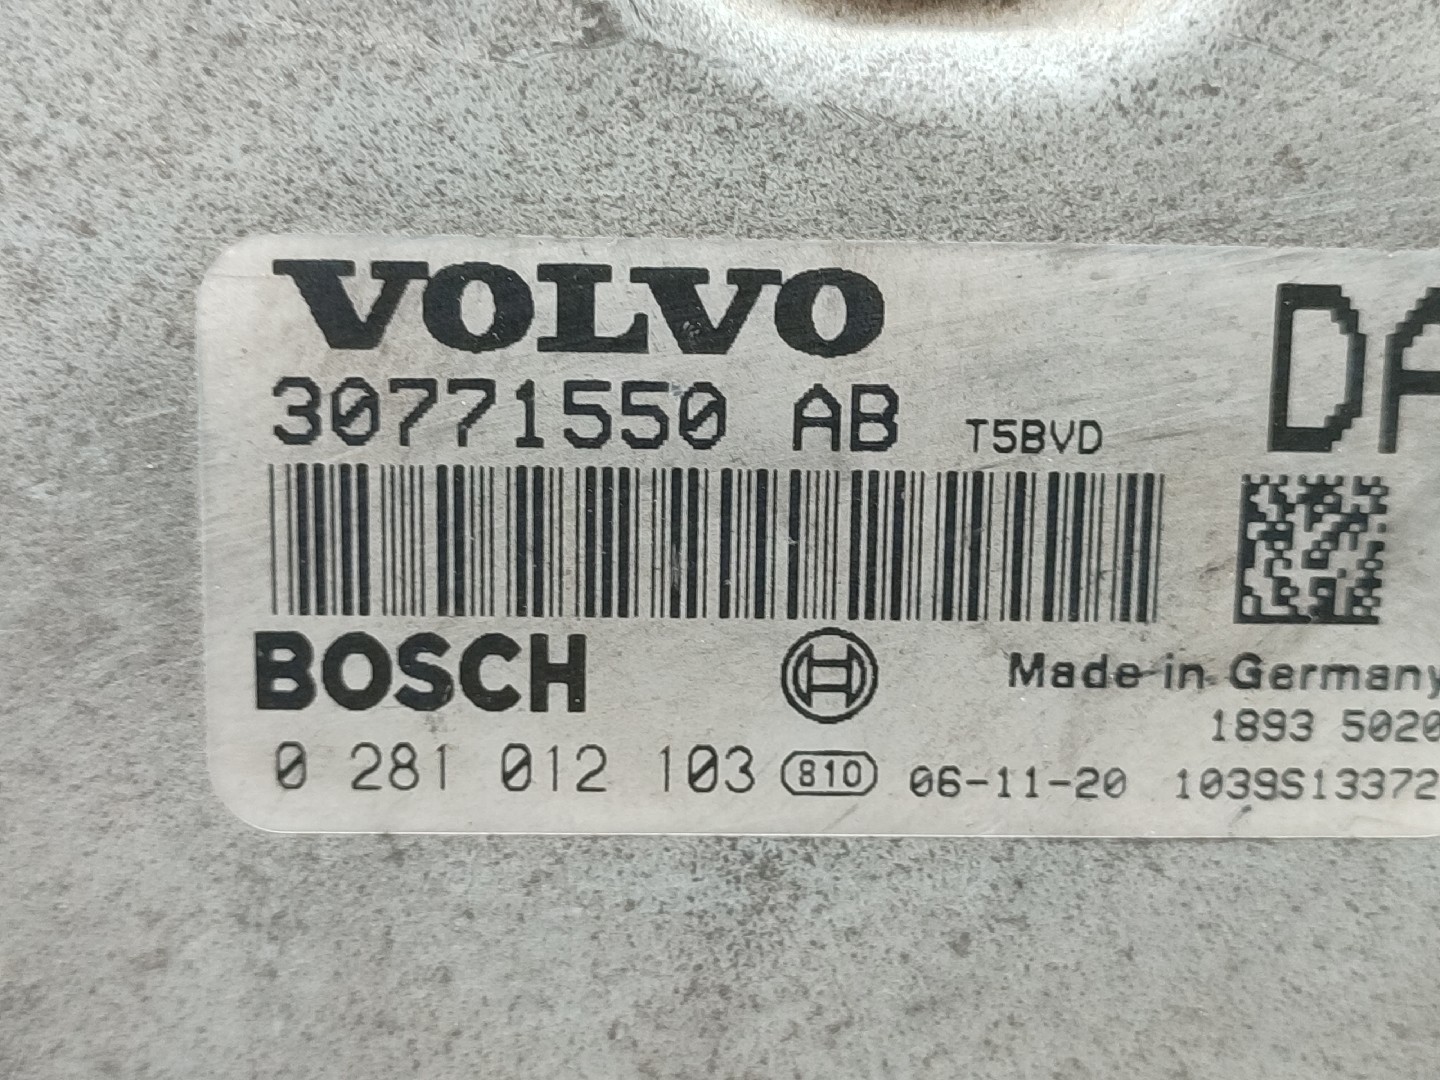 VOLVO
30771550 AB T5BVD
DA
BOSCH
Made in Germany
1893 5020
0 281 012 103 810 06-11-20 1039S13372